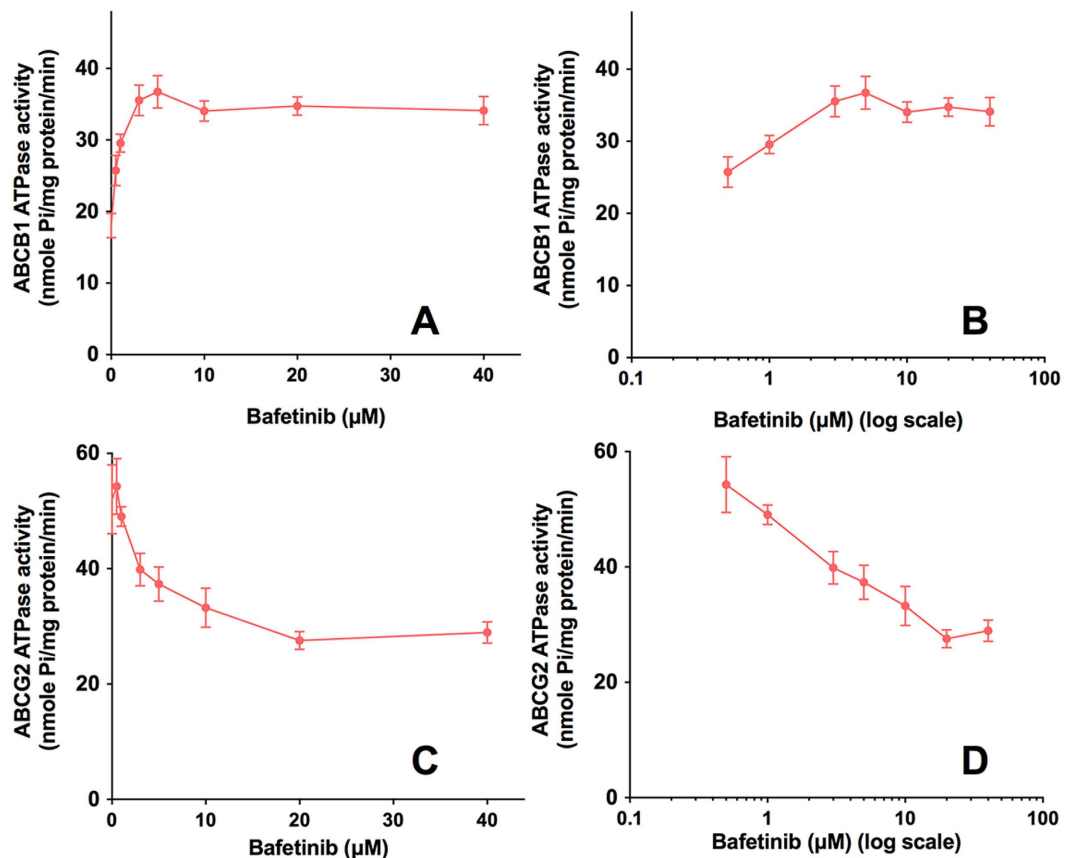 ABCB1 ATPase activity
(nmole Pi/mg protein/min)
40
30
20
30
0
A
0 10 20 30 40
Bafetinib (µM)
ABCB1 ATPase activity
(nmole Pi/mg protein/min)
40
30
20
30
0
B
0.1 1 10 100
Bafetinib (µM) (log scale)
ABCG2 ATPase activity
(nmole Pi/mg protein/min)
60
40
20
0
C
0 10 20 30 40
Bafetinib (µM)
ABCG2 ATPase activity
(nmole Pi/mg protein/min)
60
40
20
0
D
0.1 1 10 100
Bafetinib (µM) (log scale)